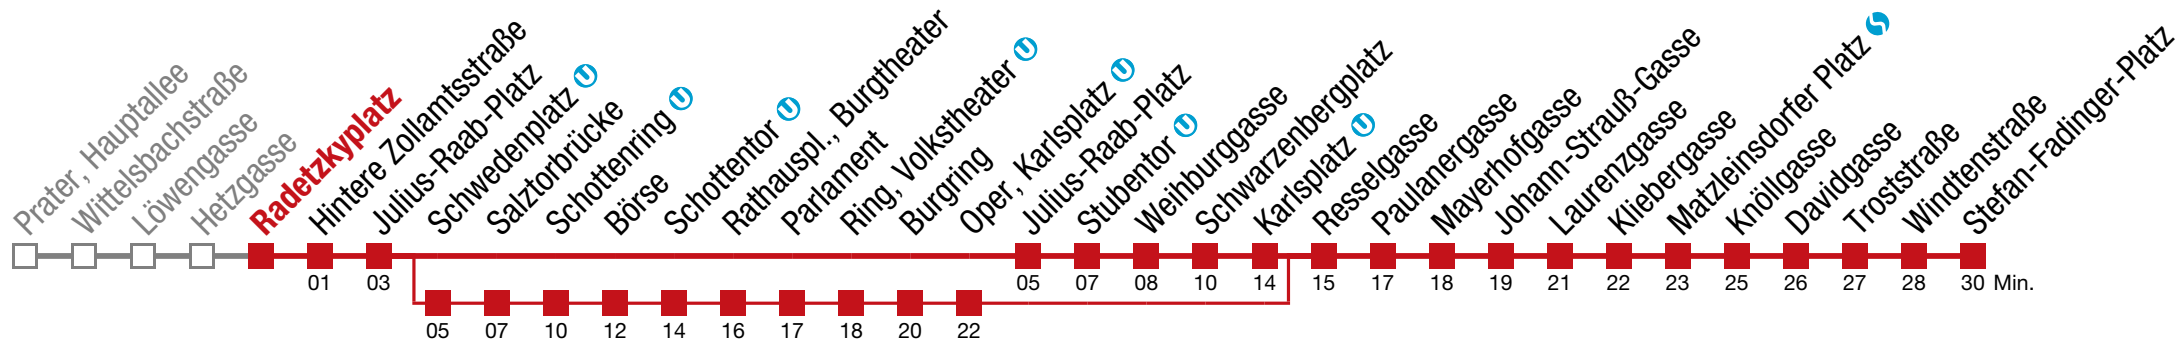 Prater, Hauptallee
Wittelsbachstraße
Löwengasse
Hetzgasse
Radetzkyplatz
Hintere Zollamtsstraße
Julius-Raab-Platz
Schwedenplatz
Salztorbrücke
Schottenring
Börse
Schottentor
Rathauspl., Burgtheater
Parlament
Ring, Volkstheater
Burgring
Oper, Karlsplatz
Julius-Raab-Platz
Stubentor
Weihburggasse
Schwarzenbergplatz
Karlsplatz
Resselgasse
Paulanergasse
Mayerhofgasse
Johann-Strauß-Gasse
Laurenzgasse
Kliebergasse
Matzleinsdorfer Platz
Knöllgasse
Davidgasse
Troststraße
Windtenstraße
Stefan-Fadinger-Platz
01 03 05 07 08 10 14 15 17 18 19 21 22 23 25 26 27 28 30 Min.
05 07 10 12 14 16 17 18 20 22